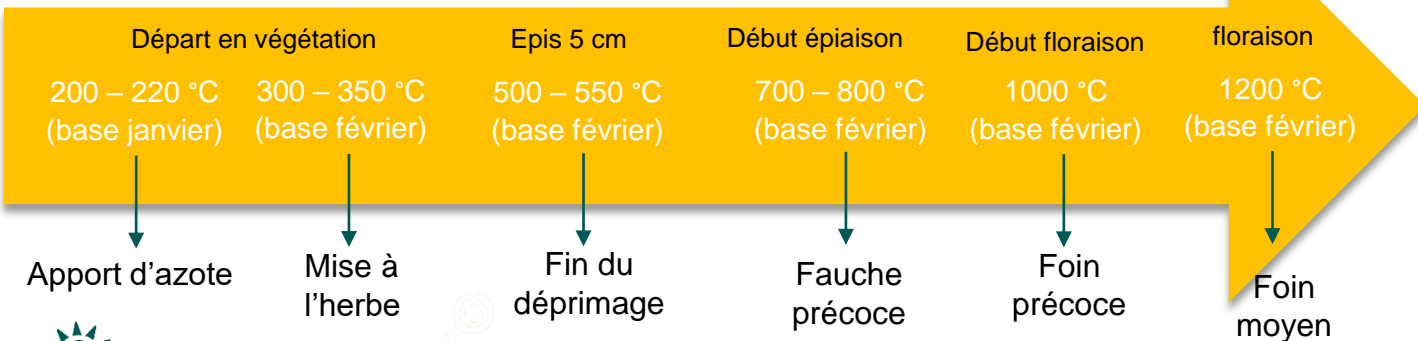 Départ en végétation
Epis 5 cm
Début épiaison
Début floraison
floraison
200 – 220 °C
(base janvier)
300 – 350 °C
(base février)
500 – 550 °C
(base février)
700 – 800 °C
(base février)
1000 °C
(base février)
1200 °C
(base février)
Apport d'azote
Mise à
l'herbe
Fin du
déprimage
Fauche
précoce
Foin
précoce
Foin
moyen